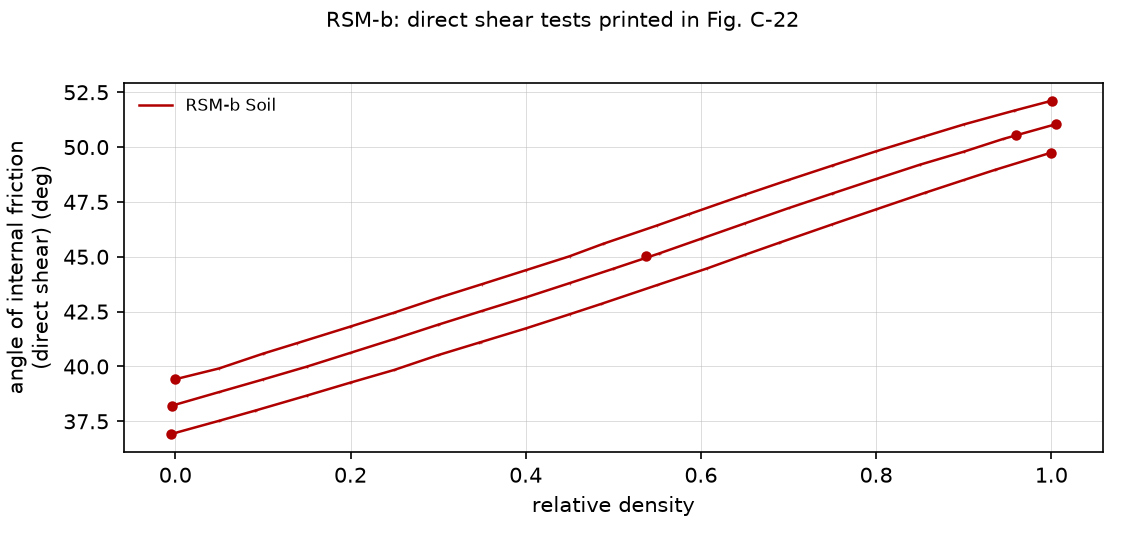 RSM-b: direct shear tests printed in Fig. C-22
RSM-b Soil
angle of internal friction
(direct shear) (deg)
52.5
50.0
47.5
45.0
42.5
40.0
37.5
0.0 0.2 0.4 0.6 0.8 1.0
relative density